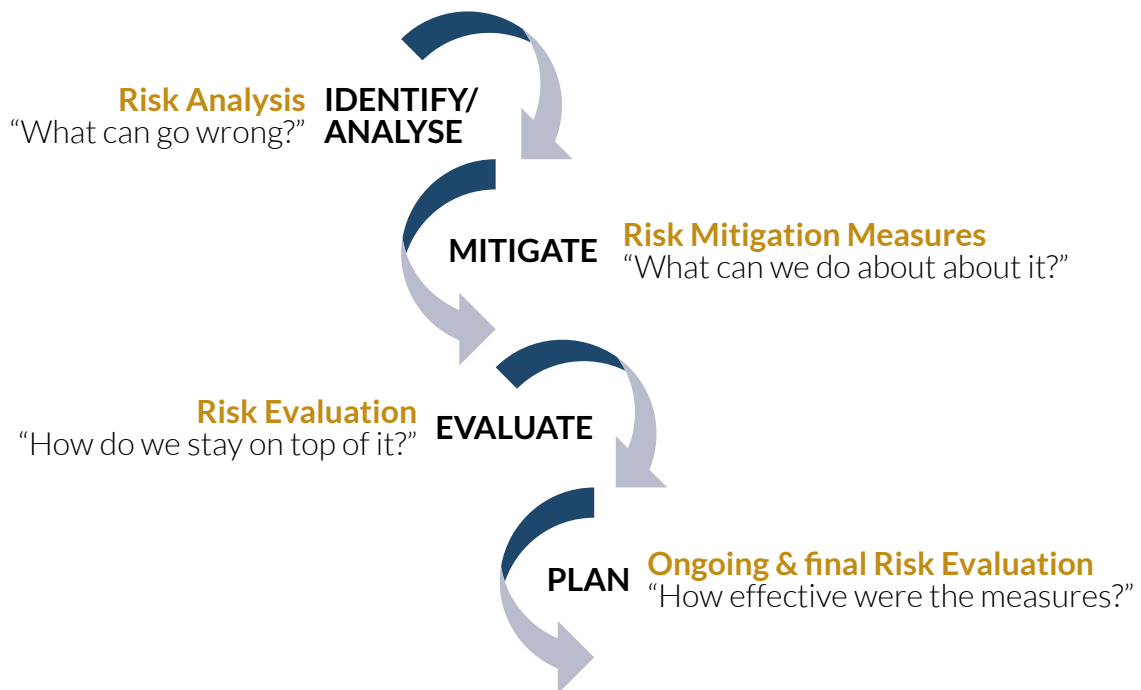 Risk Analysis
“What can go wrong?”
IDENTIFY/
ANALYSE
MITIGATE
Risk Mitigation Measures
“What can we do about about it?”
Risk Evaluation
“How do we stay on top of it?”
EVALUATE
PLAN
Ongoing & final Risk Evaluation
“How effective were the measures?”